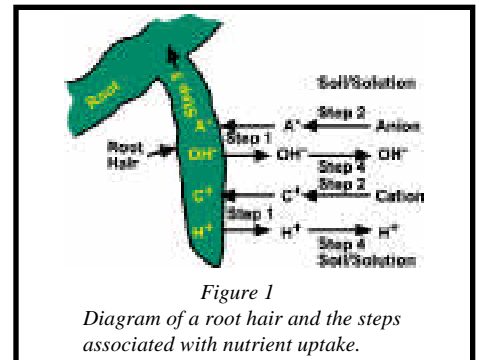 Root
Soil/Solution
Step 2
A⁻ A⁻ Anion
Step 1
Root
Hair
OH⁻ OH⁻ OH⁻
Step 4
Step 2
C⁺ C⁺ Cation
Step 1
H⁺ H⁺ H⁺
Step 4
Soil/Solution
Figure 1
Diagram of a root hair and the steps
associated with nutrient uptake.